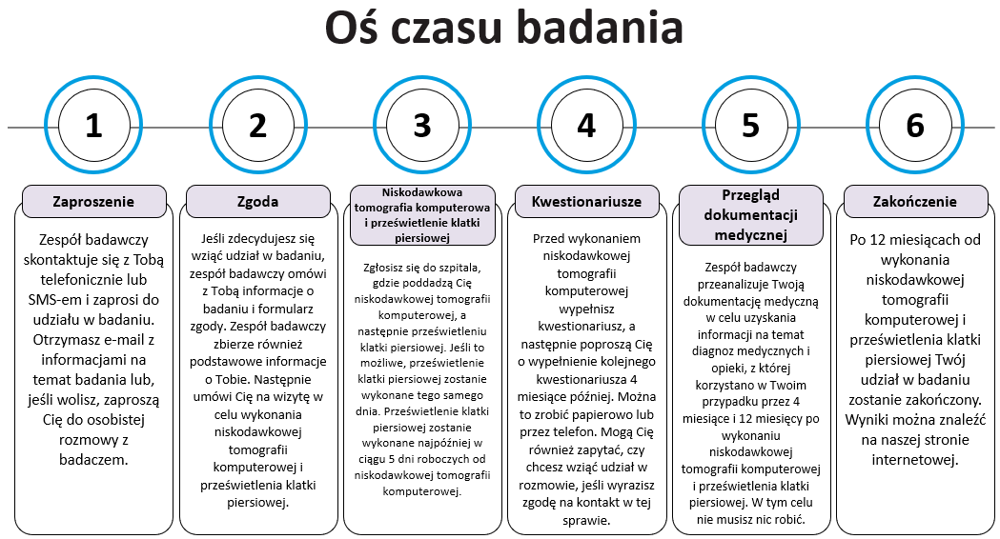 Oś czasu badania
1
Zaproszenie
Zespół badawczy
skontaktuje się z Tobą
telefonicznie lub
SMS-em i zaprosi do
udziału w badaniu.
Otrzymasz e-mail z
informacjami na
temat badania lub,
jeśli wolisz, zaproszą
Cię do osobistej
rozmowy z
badaczem.
2
Zgoda
Jeśli zdecydujesz się
wziąć udział w badaniu,
zespół badawczy omówi
z Tobą informacje o
badaniu i formularz
zgody. Zespół badawczy
zbierze również
podstawowe informacje
o Tobie. Następnie
umówi Cię na wizytę w
celu wykonania
niskodawkowej
tomografii
komputerowej i
prześwietlenia klatki
piersiowej.
3
Niskodawkowa
tomografia komputerowa
i prześwietlenie klatki
piersiowej
Zgłosisz się do szpitala,
gdzie poddadzą Cię
niskodawkowej tomografii
komputerowej, a
następnie prześwietleniu
klatki piersiowej. Jeśli to
możliwe, prześwietlenie
klatki piersiowej zostanie
wykonane tego samego
dnia. Prześwietlenie klatki
piersiowej zostanie
wykonane najpóźniej w
ciągu 5 dni roboczych od
niskodawkowej tomografii
komputerowej.
4
Kwestionariusze
Przed wykonaniem
niskodawkowej
tomografii
komputerowej
wypełnisz
kwestionariusz, a
następnie poproszą Cię
o wypełnienie kolejnego
kwestionariusza 4
miesiące później. Można
to zrobić papierowo lub
przez telefon. Mogą Cię
również zapytać, czy
chcesz wziąć udział w
rozmowie, jeśli wyrazisz
zgodę na kontakt w tej
sprawie.
5
Przegląd
dokumentacji
medycznej
Zespół badawczy
przeanalizuje Twoją
dokumentację medyczną
w celu uzyskania
informacji na temat
diagnoz medycznych i
opieki, z której
korzystano w Twoim
przypadku przez 4
miesiące i 12 miesięcy po
wykonaniu
niskodawkowej
tomografii komputerowej
i prześwietlenia klatki
piersiowej. W tym celu
nie musisz nic robić.
6
Zakończenie
Po 12 miesiącach od
wykonania
niskodawkowej
tomografii
komputerowej i
prześwietlenia klatki
piersiowej Twój
udział w badaniu
zostanie zakończony.
Wyniki można znaleźć
na naszej stronie
internetowej.